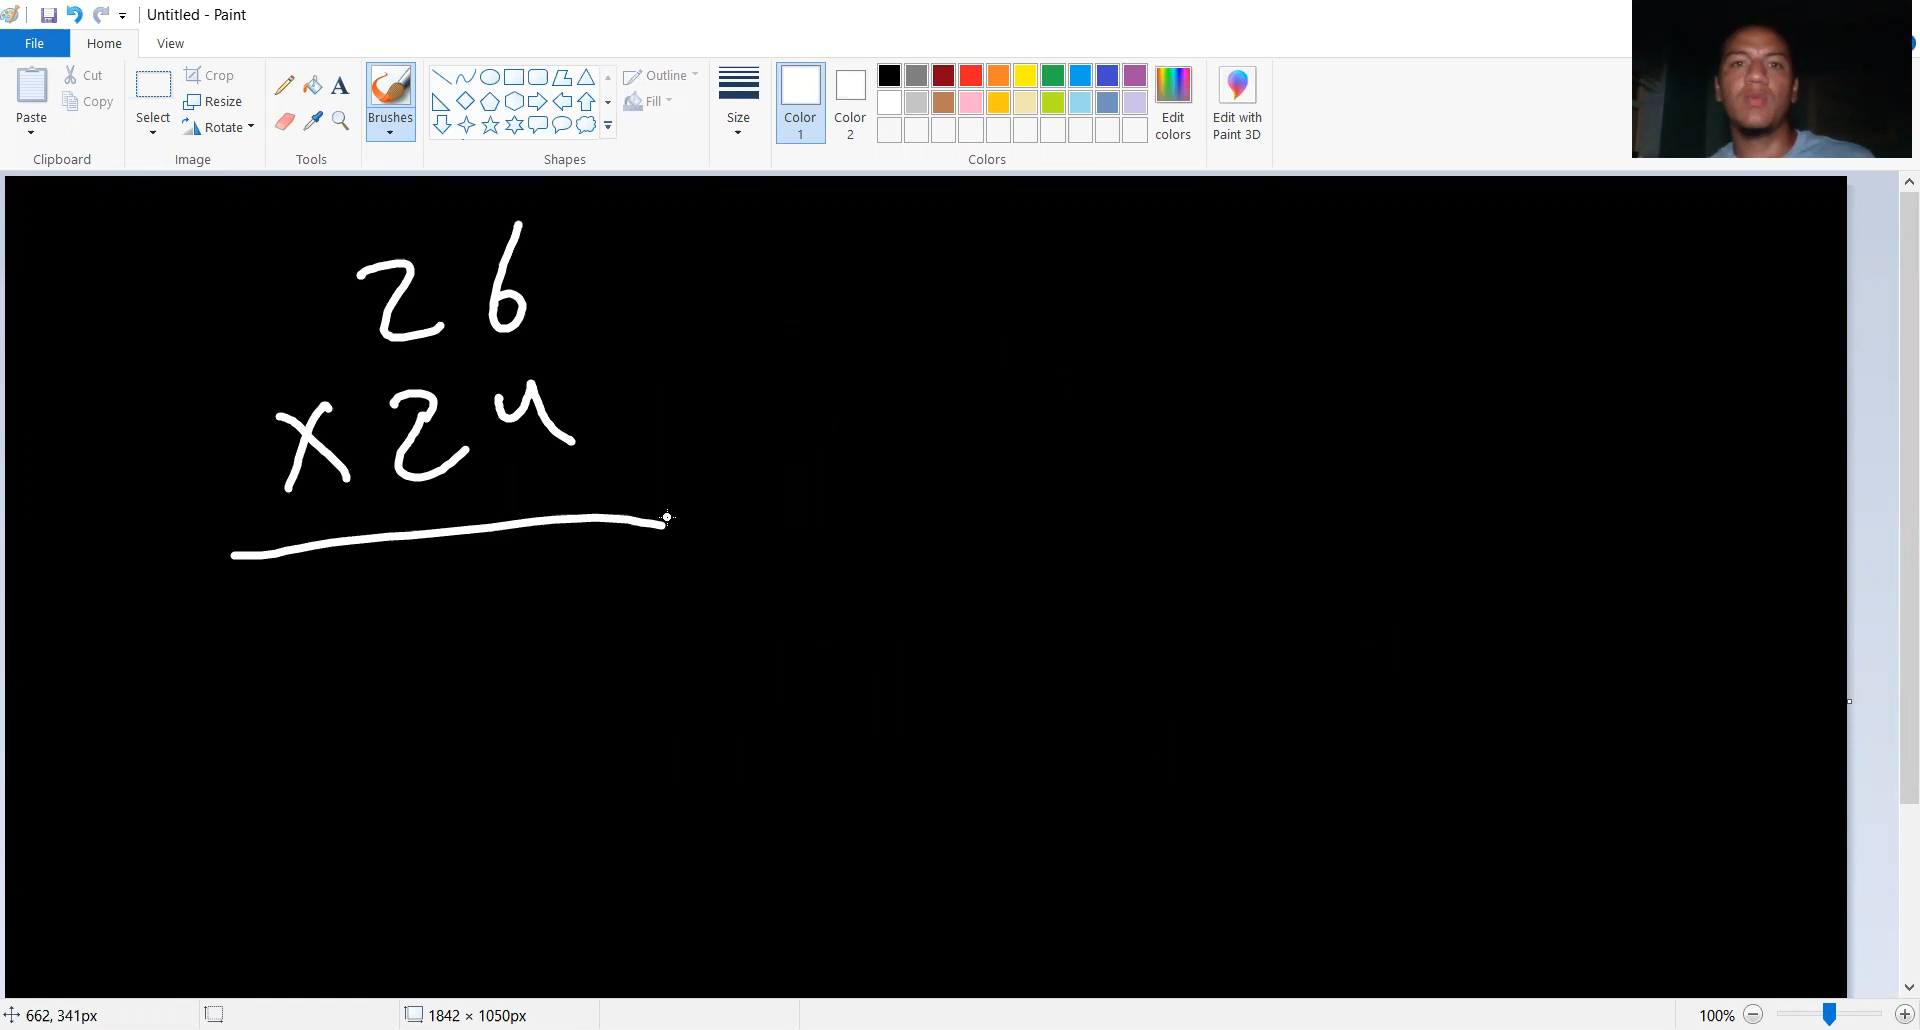 Untitled - Paint
File Home View
Paste Cut Copy Clipboard
Select Crop Resize Rotate Image
Tools
Brushes
Outline Fill Shapes
Size
Color 1 Color 2 Edit colors Colors
Edit with Paint 3D
26
x24
662, 341px 1842 × 1050px 100%